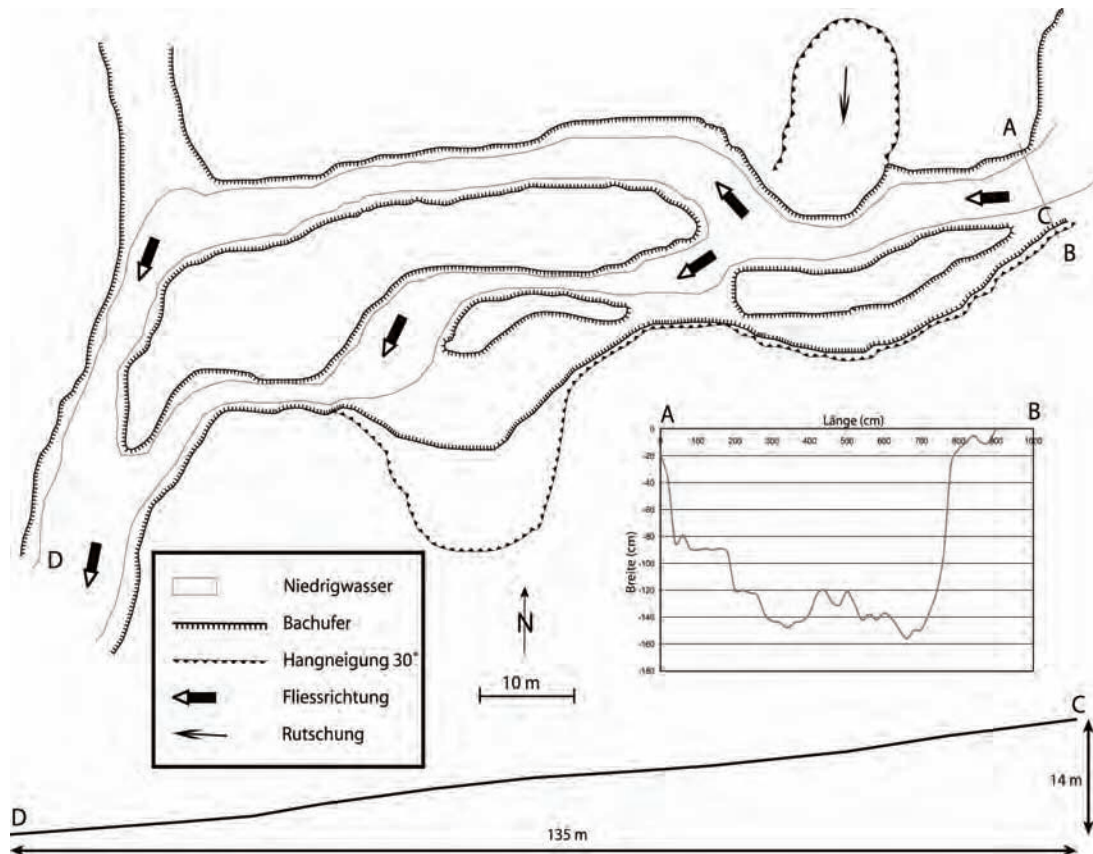 A
C
B
A
Länge (cm)
B
0
100
200
300
400
500
600
700
800
900
1000
-20
-40
-60
-80
-100
-120
-140
-160
-180
Breite (cm)
D
Niedrigwasser
Bachufer
Hangneigung 30°
Fliessrichtung
Rutschung
N
10 m
C
14 m
D
135 m